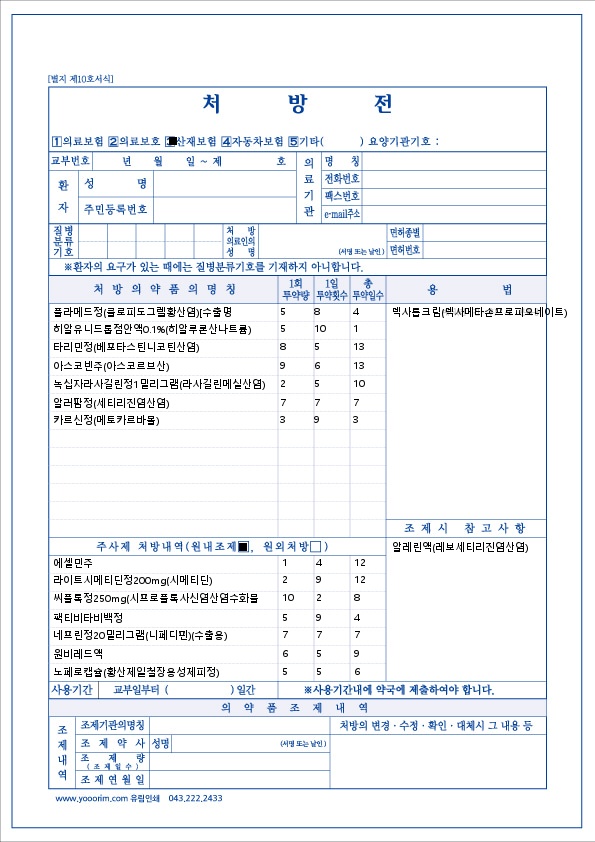 [별지 제10호서식]
처 방 전
1의료보험 2의료보호 ■산재보험 4자동차보험 5기타( ) 요양기관기호 :
교부번호 년 월 일 ~ 제 호
환 자
성 명
주민등록번호
의 료 기 관
명 칭
전화번호
팩스번호
e-mail주소
질병 분류 기호
처 방 의료인의 성 명
(서명 또는 날인)
면허종별
면허번호
※환자의 요구가 있는 때에는 질병분류기호를 기재하지 아니합니다.
처 방 의 약 품 의 명 칭 1회 투약량 1일 투약횟수 총 투약일수 용 법
플라메드정(클로피도그렐황산염)(수출명 5 8 4 벡사롬크림(덱사메타손프로피오네이트)
히알유니드롭점안액0.1%(히알루론산나트륨) 5 10 1
타리민정(베포타스틴니코틴산염) 8 5 13
아스코빈주(아스코르브산) 9 6 13
녹십자라사길린정1밀리그램(라사길린메실산염) 2 5 10
알러팜정(세티리진염산염) 7 7 7
카르신정(메토카르바몰) 3 9 3
조 제 시 참 고 사 항
주사제 처방내역(원내조제■, 원외처방□)
에셀민주 1 4 12 알레린액(레보세티리진염산염)
라이트시메티딘정200mg(시메티딘) 2 9 12
씨플록정250mg(시프로플록사신염산염수화물 10 2 8
팩티비타비백정 5 9 4
네프린정20밀리그램(니페디핀)(수출용) 7 7 7
원비레드액 6 5 9
노페로캡슐(황산제일철장용성제피정) 5 5 6
사용기간 교부일부터 ( )일간 ※사용기간내에 약국에 제출하여야 합니다.
의 약 품 조 제 내 역
조 제 내 역
조제기관의명칭
처방의 변경·수정·확인·대체시 그 내용 등
조 제 약 사 성명 (서명 또는 날인)
조 제 량
(조제일수)
조 제 연 월 일
www.yooorim.com 유림인쇄 043.222.2433